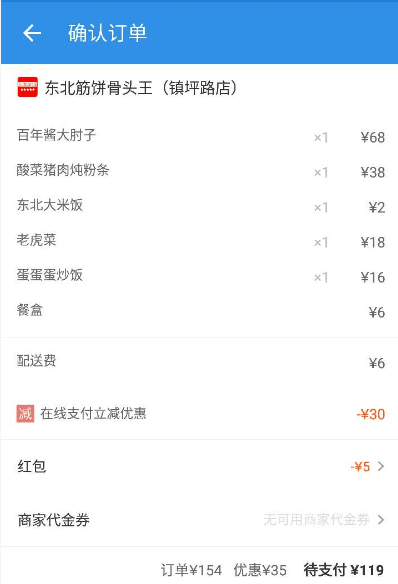 确认订单
东北筋饼骨头王（镇坪路店）
百年酱大肘子 ×1 ¥68
酸菜猪肉炖粉条 ×1 ¥38
东北大米饭 ×1 ¥2
老虎菜 ×1 ¥18
蛋蛋蛋炒饭 ×1 ¥16
餐盒 ¥6
配送费 ¥6
减 在线支付立减优惠 -¥30
红包 -¥5
商家代金券 无可用商家代金券
订单¥154 优惠¥35 待支付 ¥119